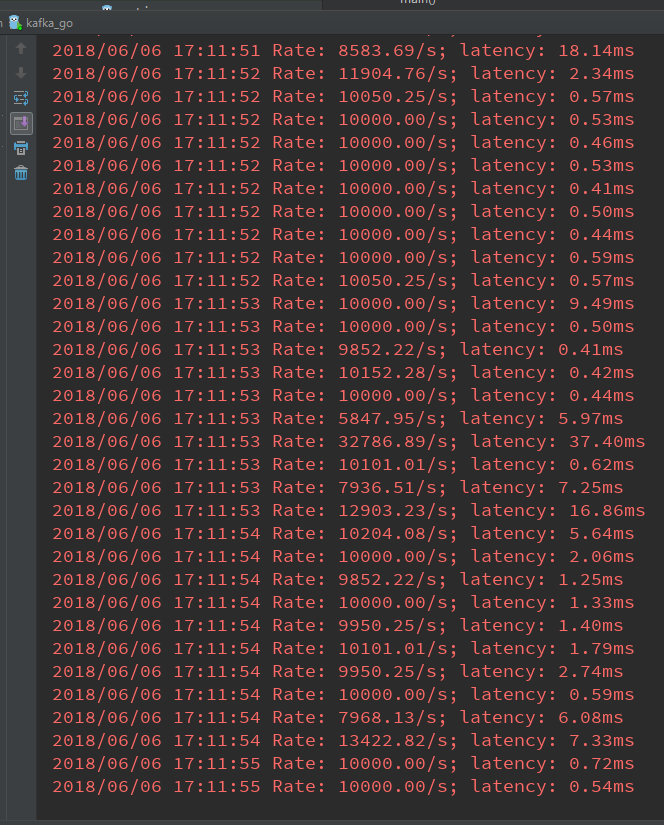 main()
kafka_go
2018/06/06 17:11:51 Rate: 8583.69/s; latency: 18.14ms
2018/06/06 17:11:52 Rate: 11904.76/s; latency: 2.34ms
2018/06/06 17:11:52 Rate: 10050.25/s; latency: 0.57ms
2018/06/06 17:11:52 Rate: 10000.00/s; latency: 0.53ms
2018/06/06 17:11:52 Rate: 10000.00/s; latency: 0.46ms
2018/06/06 17:11:52 Rate: 10000.00/s; latency: 0.53ms
2018/06/06 17:11:52 Rate: 10000.00/s; latency: 0.41ms
2018/06/06 17:11:52 Rate: 10000.00/s; latency: 0.50ms
2018/06/06 17:11:52 Rate: 10000.00/s; latency: 0.44ms
2018/06/06 17:11:52 Rate: 10000.00/s; latency: 0.59ms
2018/06/06 17:11:52 Rate: 10050.25/s; latency: 0.57ms
2018/06/06 17:11:53 Rate: 10000.00/s; latency: 9.49ms
2018/06/06 17:11:53 Rate: 10000.00/s; latency: 0.50ms
2018/06/06 17:11:53 Rate: 9852.22/s; latency: 0.41ms
2018/06/06 17:11:53 Rate: 10152.28/s; latency: 0.42ms
2018/06/06 17:11:53 Rate: 10000.00/s; latency: 0.44ms
2018/06/06 17:11:53 Rate: 5847.95/s; latency: 5.97ms
2018/06/06 17:11:53 Rate: 32786.89/s; latency: 37.40ms
2018/06/06 17:11:53 Rate: 10101.01/s; latency: 0.62ms
2018/06/06 17:11:53 Rate: 7936.51/s; latency: 7.25ms
2018/06/06 17:11:53 Rate: 12903.23/s; latency: 16.86ms
2018/06/06 17:11:54 Rate: 10204.08/s; latency: 5.64ms
2018/06/06 17:11:54 Rate: 10000.00/s; latency: 2.06ms
2018/06/06 17:11:54 Rate: 9852.22/s; latency: 1.25ms
2018/06/06 17:11:54 Rate: 10000.00/s; latency: 1.33ms
2018/06/06 17:11:54 Rate: 9950.25/s; latency: 1.40ms
2018/06/06 17:11:54 Rate: 10101.01/s; latency: 1.79ms
2018/06/06 17:11:54 Rate: 9950.25/s; latency: 2.74ms
2018/06/06 17:11:54 Rate: 10000.00/s; latency: 0.59ms
2018/06/06 17:11:54 Rate: 7968.13/s; latency: 6.08ms
2018/06/06 17:11:54 Rate: 13422.82/s; latency: 7.33ms
2018/06/06 17:11:55 Rate: 10000.00/s; latency: 0.72ms
2018/06/06 17:11:55 Rate: 10000.00/s; latency: 0.54ms